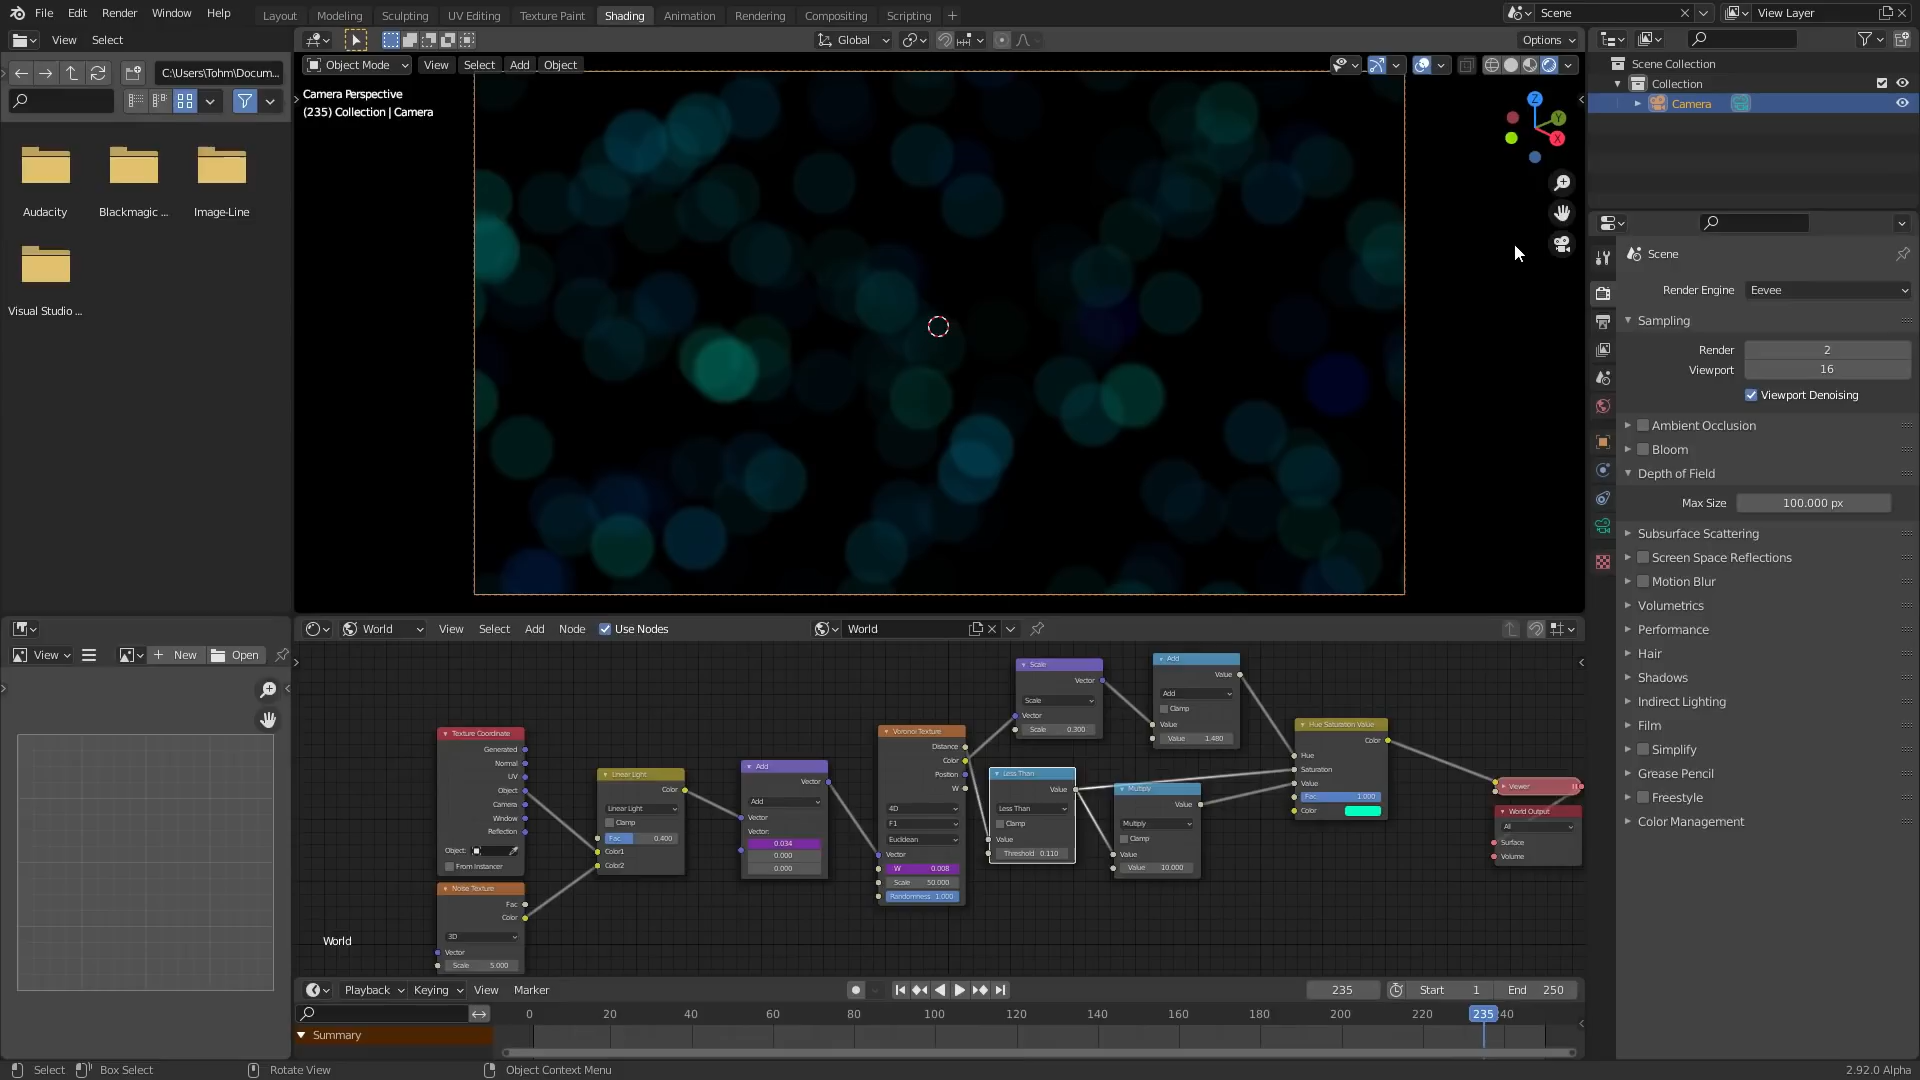 File Edit Render Window Help
Layout Modeling Sculpting UV Editing Texture Paint Shading Animation Rendering Compositing Scripting +
Scene
View Layer
View Select
Global
Options
C:\Users\Tohm\Docum...
Object Mode View Select Add Object
Camera Perspective
(235) Collection | Camera
Z
Y
X
Audacity
Blackmagic ...
Image-Line
Visual Studio ...
Scene Collection
Collection
Camera
Scene
Render Engine Eevee
Sampling
Render 2
Viewport 16
Viewport Denoising
Ambient Occlusion
Bloom
Depth of Field
Max Size 100.000 px
Subsurface Scattering
Screen Space Reflections
Motion Blur
Volumetrics
Performance
Hair
Shadows
Indirect Lighting
Film
Simplify
Grease Pencil
Freestyle
Color Management
View
New
Open
World View Select Add Node Use Nodes
World
Texture Coordinate
Generated
Normal
UV
Object
Camera
Window
Reflection
Object:
From Instancer
Noise Texture
Fac
Color
3D
Vector
Scale 5.000
Linear Light
Color
Linear Light
Clamp
Fac 0.400
Color1
Color2
Add
Vector
Add
Vector
Vector:
0.034
0.000
0.000
Voronoi Texture
Distance
Color
Position
W
4D
F1
Euclidean
Vector
W 0.008
Scale 50.000
Randomness 1.000
Scale
Vector
Scale
Vector
Scale 0.300
Less Than
Value
Less Than
Clamp
Value
Threshold 0.110
Add
Value
Add
Clamp
Value
Value 1.480
Multiply
Value
Multiply
Clamp
Value
Value 10.000
Hue Saturation Value
Color
Hue
Saturation
Value
Fac 1.000
Color
Viewer
World Output
All
Surface
Volume
World
Playback Keying View Marker
235
Start 1
End 250
0 20 40 60 80 100 120 140 160 180 200 220 235 40
Summary
Select Box Select Rotate View Object Context Menu
2.92.0 Alpha